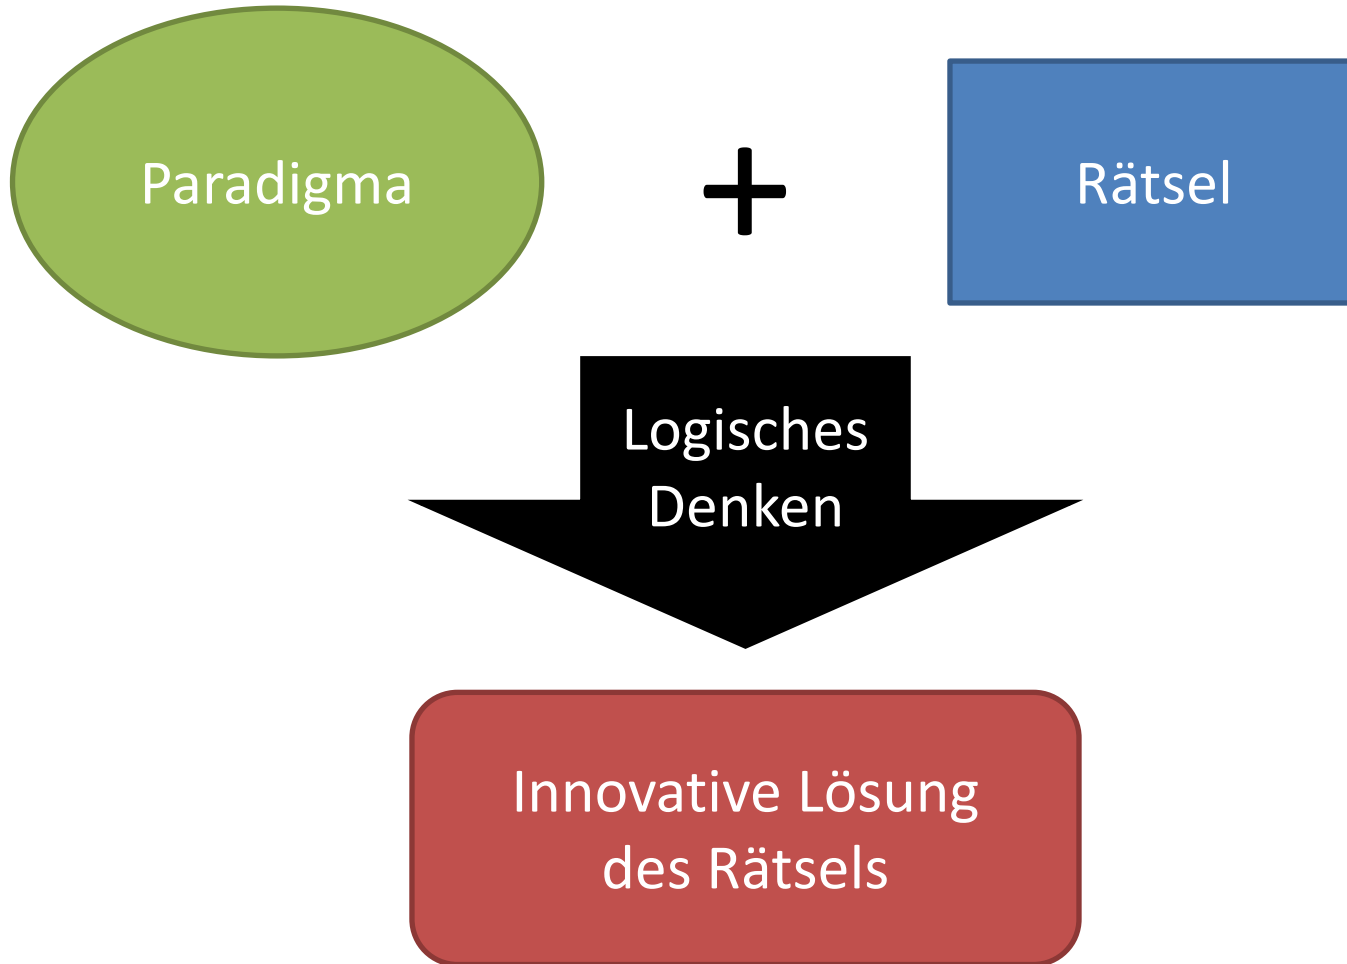 Paradigma
+
Rätsel
Logisches
Denken
Innovative Lösung
des Rätsels